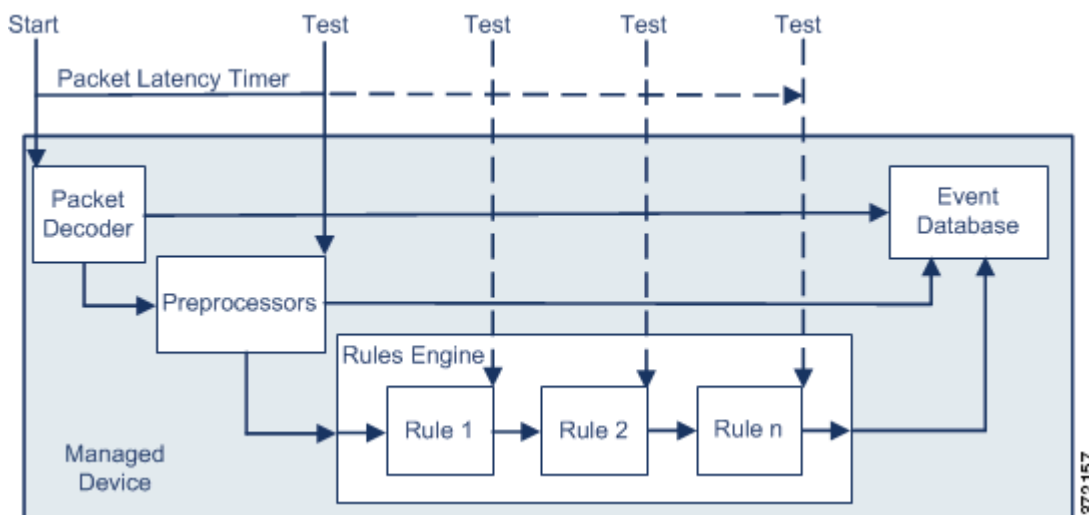 Start
Test
Test
Test
Test
Packet Latency Timer
Packet
Decoder
Event
Database
Preprocessors
Rules Engine
Rule 1
Rule 2
Rule n
Managed
Device
372157